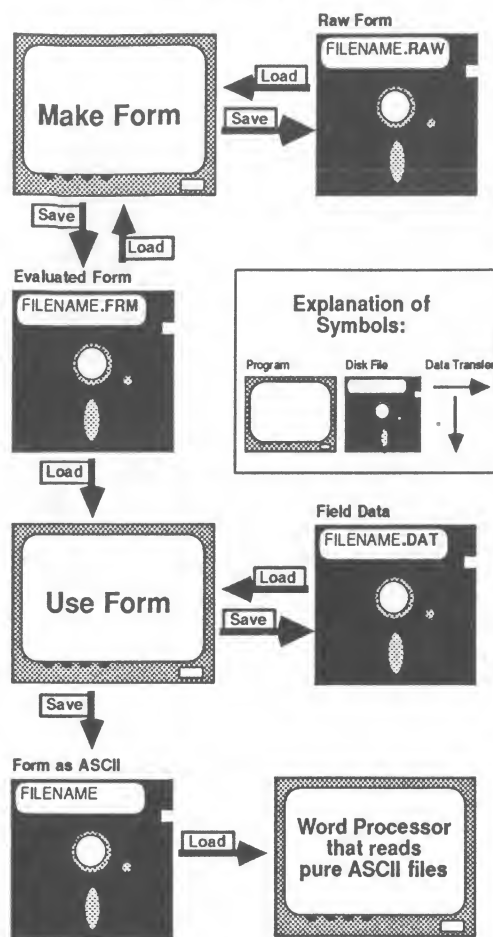 Raw Form
FILENAME.RAW
Load
Make Form
Save
Save
Load
Evaluated Form
FILENAME.FRM
Explanation of
Symbols:
Program
Disk File
Data Transfer
Load
Field Data
FILENAME.DAT
Load
Use Form
Save
Save
Form as ASCII
FILENAME
Load
Word Processor
that reads
pure ASCII files